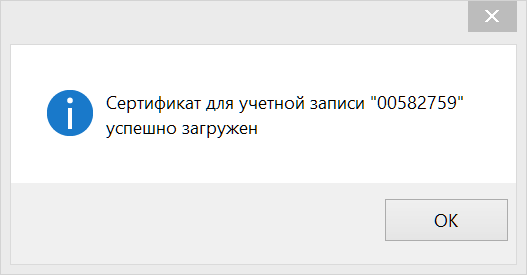 Сертификат для учетной записи "00582759"
успешно загружен
OK